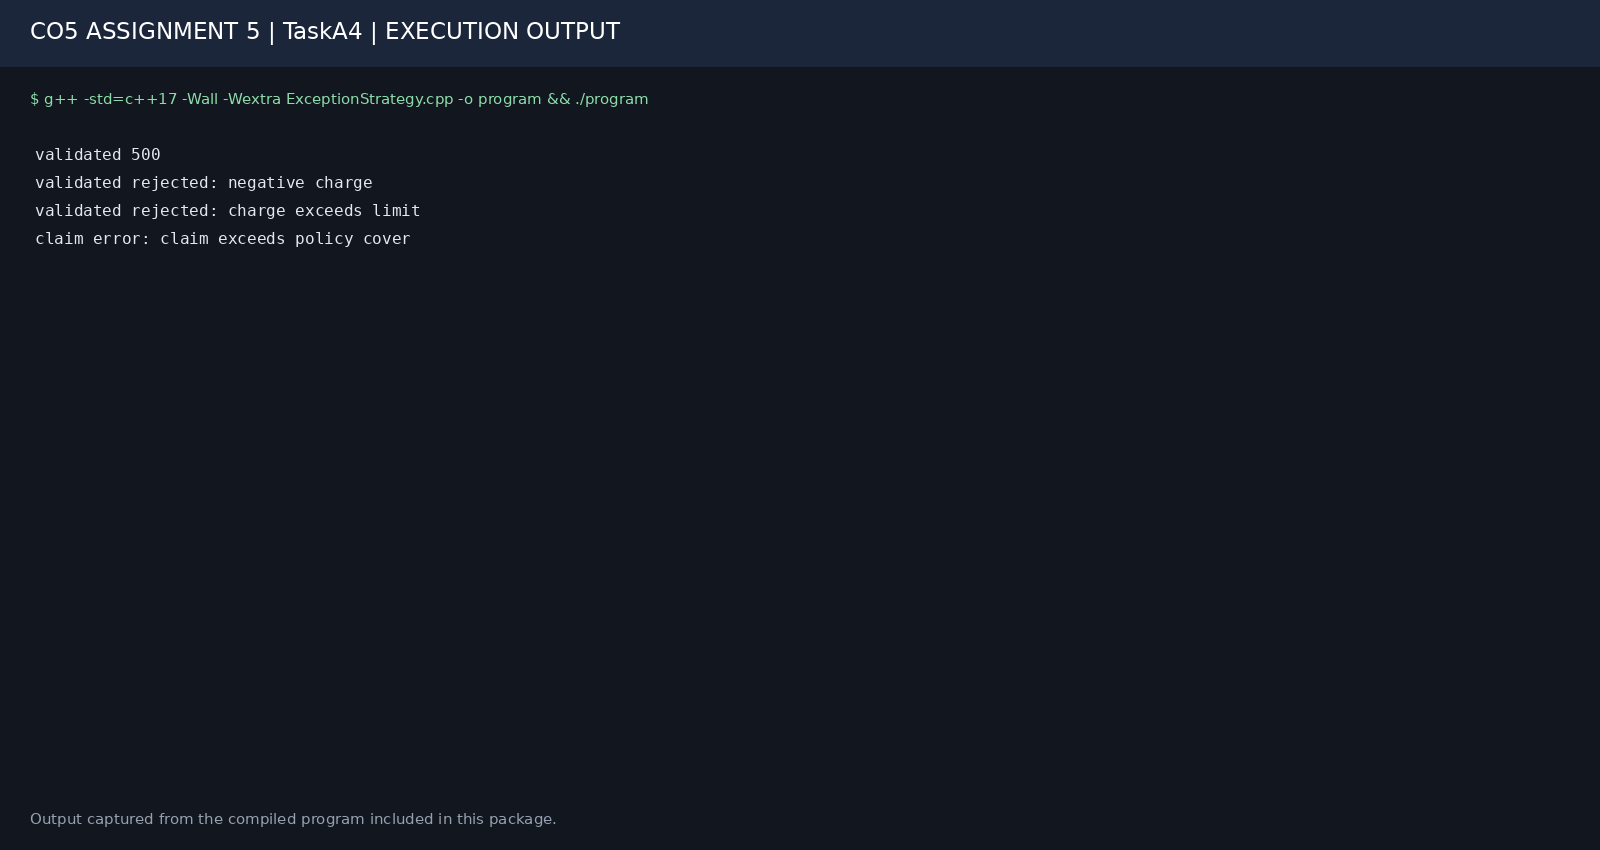 CO5 ASSIGNMENT 5 | TaskA4 | EXECUTION OUTPUT
$ g++ -std=c++17 -Wall -Wextra ExceptionStrategy.cpp -o program && ./program
validated 500
validated rejected: negative charge
validated rejected: charge exceeds limit
claim error: claim exceeds policy cover
Output captured from the compiled program included in this package.